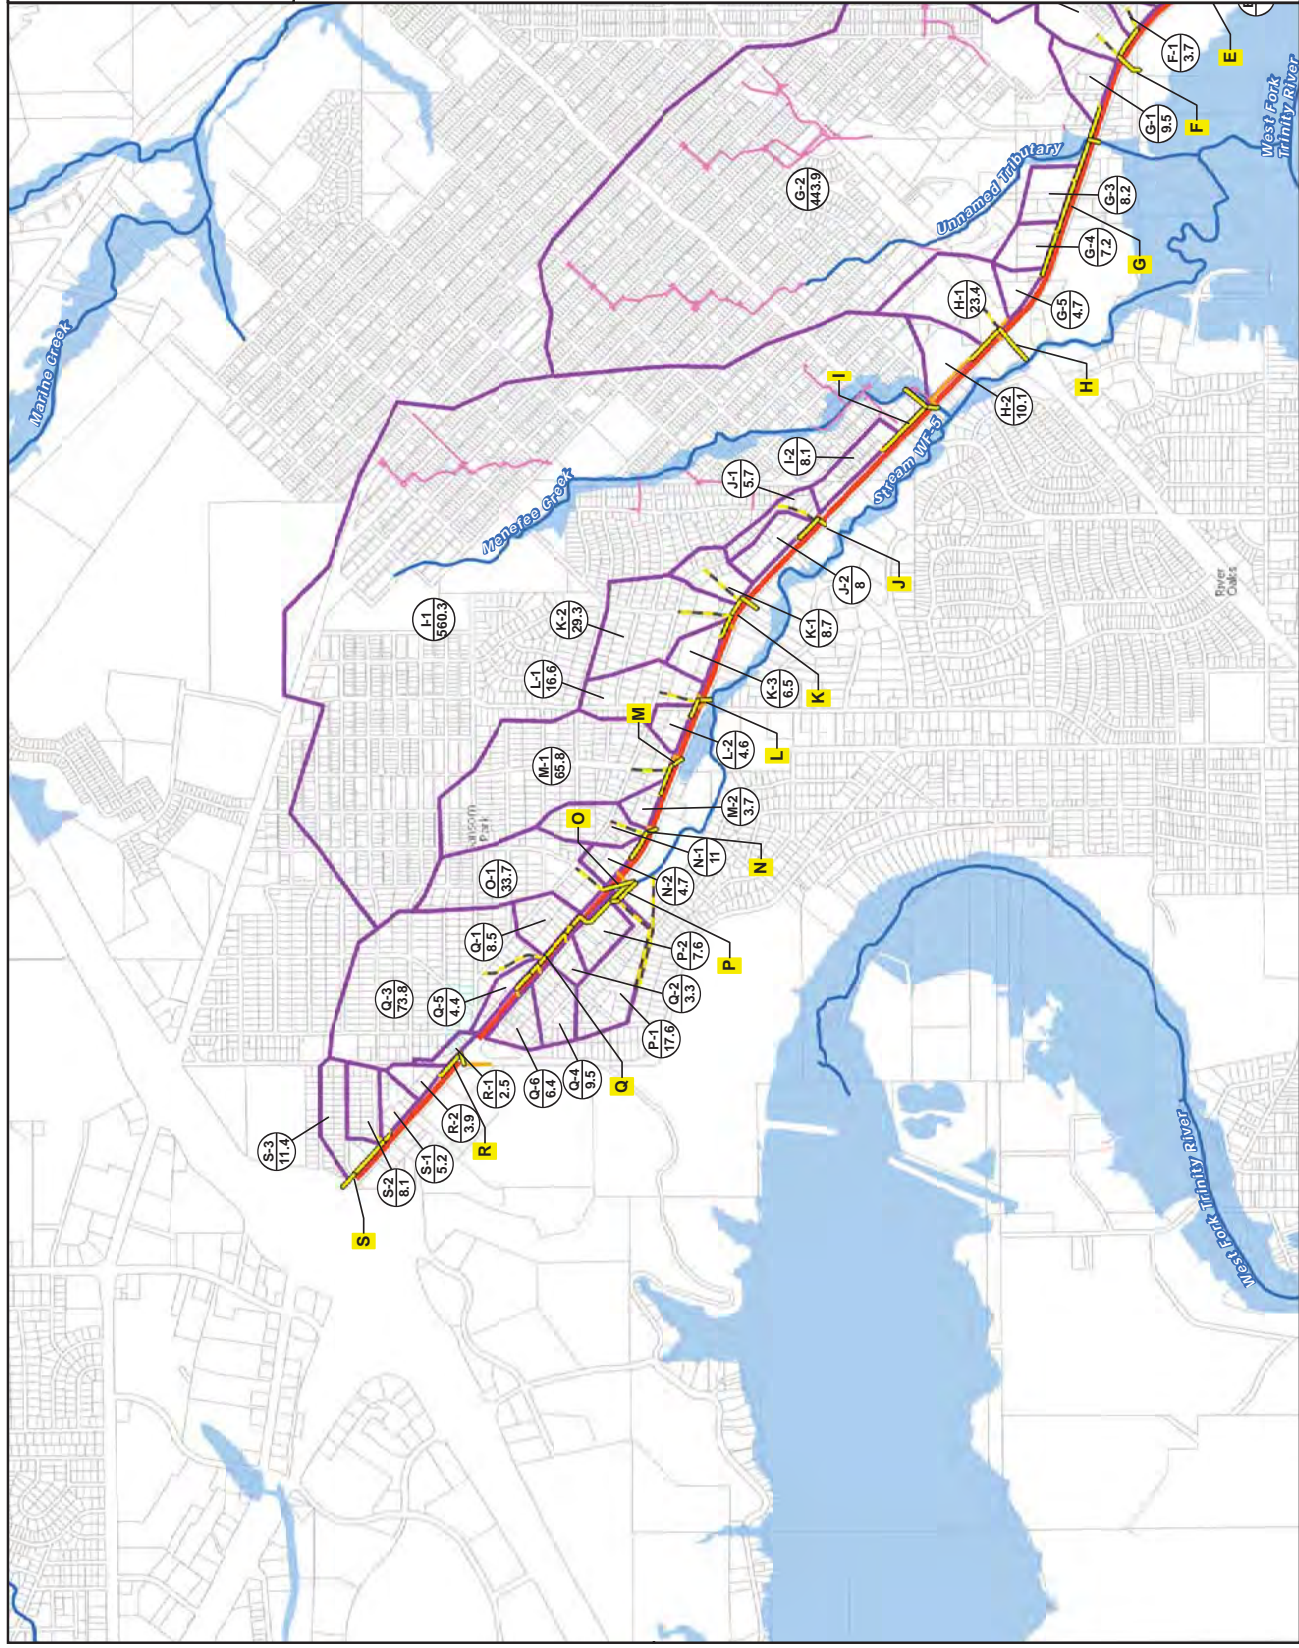 Marine Creek
Menefee Creek
Unnamed Tributary
Stream WF-5
West Fork
Trinity River
West Fork Trinity River
River
Oaks
Park
E
F-1
3.7
F
G-1
9.5
G-2
443.9
G-3
8.2
G-4
7.2
G
G-5
4.7
H-1
23.4
H
H-2
10.1
I
I-1
560.3
I-2
8.1
J-1
5.7
J-2
8
J
K-1
8.7
K-2
29.3
K-3
6.5
K
L-1
16.6
L-2
4.6
L
M
M-1
65.8
M-2
3.7
N-1
11
N
N-2
4.7
O
O-1
33.7
P
P-1
17.6
P-2
7.6
Q-1
8.5
Q-2
3.3
Q-3
73.8
Q-4
9.5
Q-5
4.4
Q-6
6.4
Q
R-1
2.5
R-2
3.9
R
S-1
5.2
S-2
8.1
S-3
11.4
S